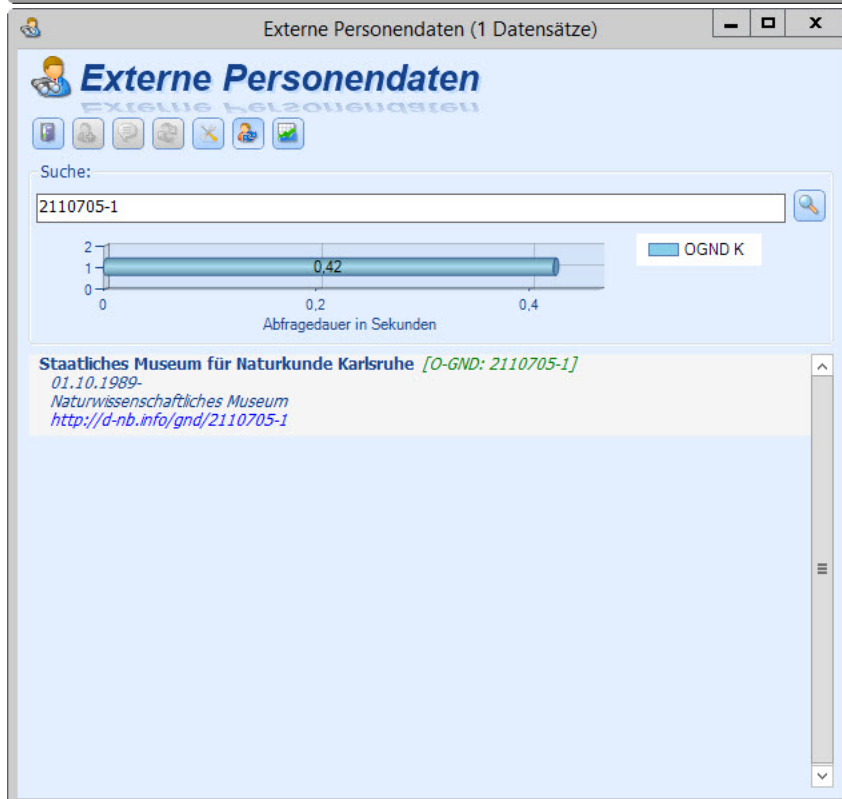 Externe Personendaten (1 Datensätze)
Externe Personendaten
Suche:
2110705-1
2
1
0
0,42
0
0,2
0,4
Abfragedauer in Sekunden
OGND K
Staatliches Museum für Naturkunde Karlsruhe [O-GND: 2110705-1]
01.10.1989-
Naturwissenschaftliches Museum
http://d-nb.info/gnd/2110705-1